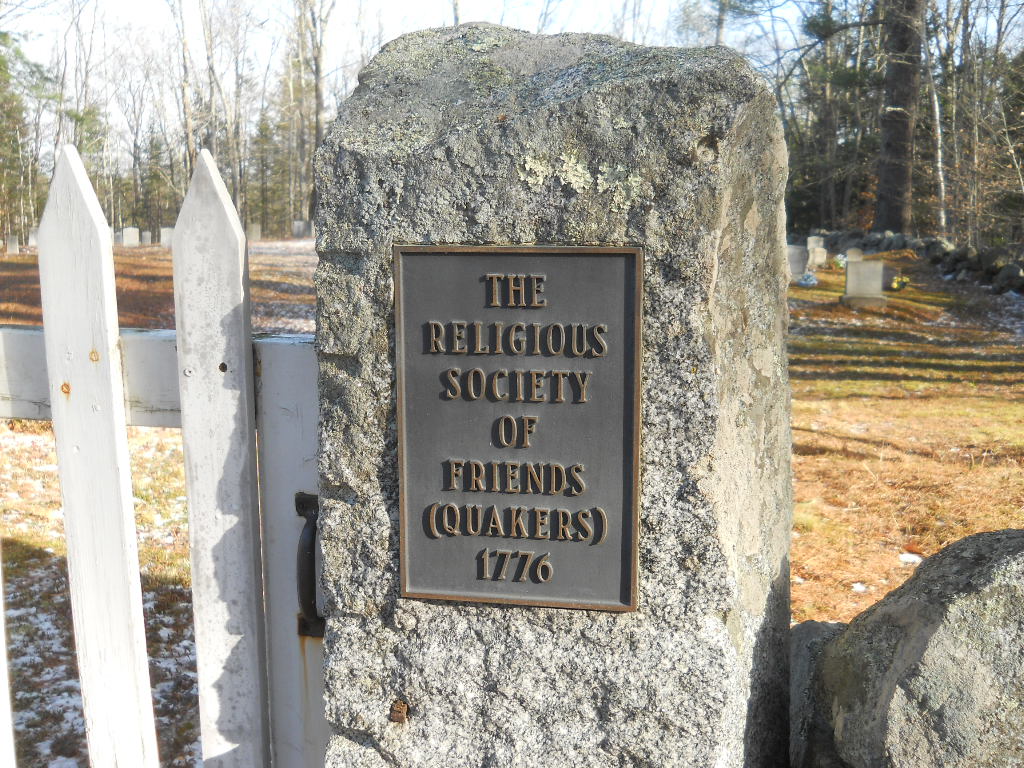 THE
RELIGIOUS
SOCIETY
OF
FRIENDS
(QUAKERS)
1776